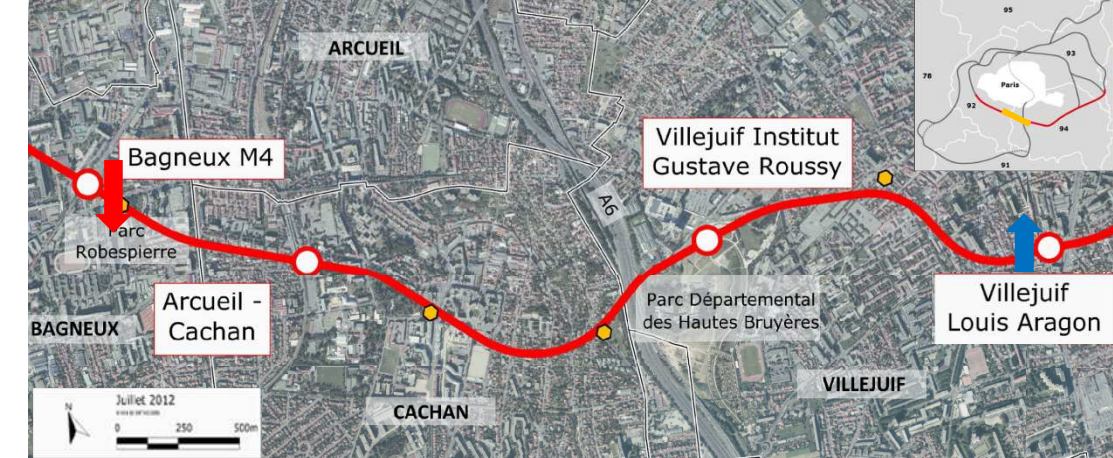 95
93
78
Paris
92
94
91
ARCUEIL
Bagneux M4
Villejuif Institut
Gustave Roussy
A6
Parc
Robespierre
Arcueil -
Cachan
Parc Départemental
des Hautes Bruyères
Villejuif
Louis Aragon
BAGNEUX
VILLEJUIF
CACHAN
Juillet 2012
N
0 250 500m